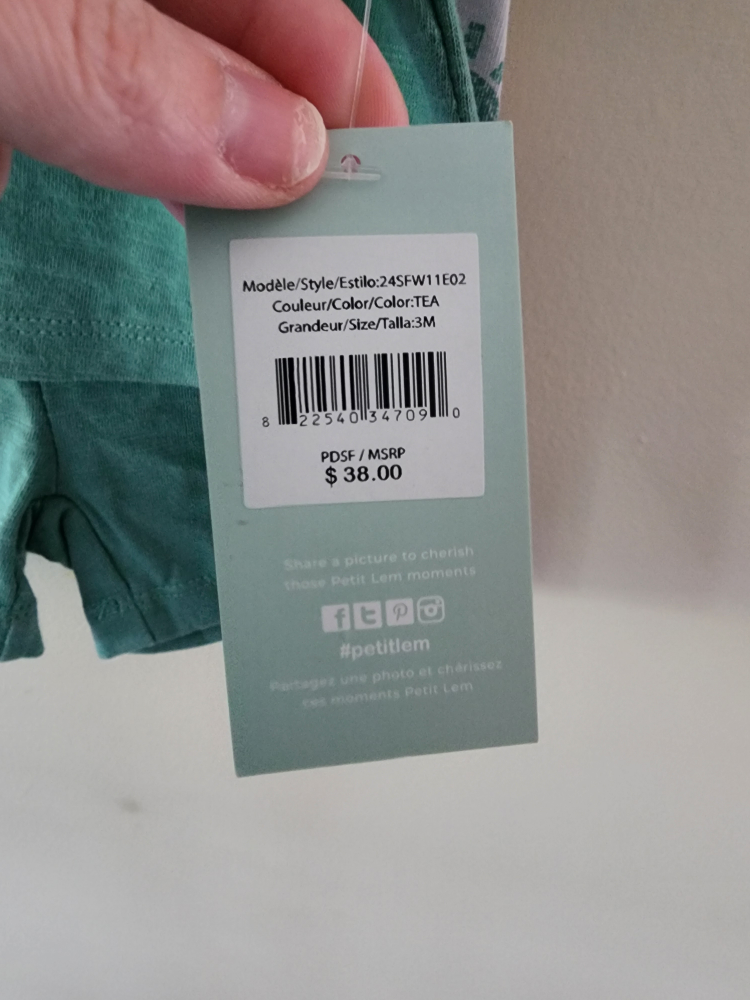 Modèle/Style/Estilo:24SFW11E02
Couleur/Color/Color:TEA
Grandeur/Size/Talla:3M
8 22540 34709 0
PDSF / MSRP
$ 38.00
Share a picture to cherish
those Petit Lem moments
#petitlem
Partagez une photo et chérissez
ces moments Petit Lem